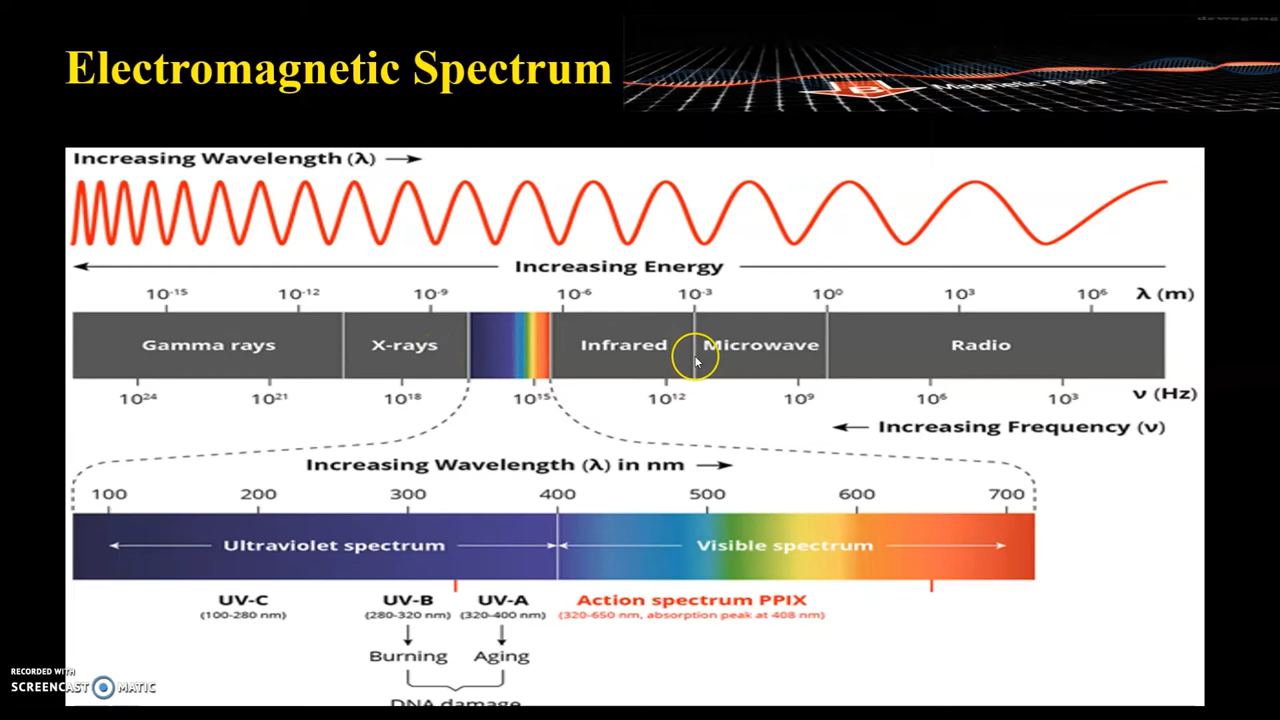 Electromagnetic Spectrum
Magnetic Field
Increasing Wavelength (λ) →
← Increasing Energy
10⁻¹⁵ 10⁻¹² 10⁻⁹ 10⁻⁶ 10⁻³ 10⁰ 10³ 10⁶ λ (m)
Gamma rays X-rays Infrared Microwave Radio
10²⁴ 10²¹ 10¹⁸ 10¹⁵ 10¹² 10⁹ 10⁶ 10³ ν (Hz)
← Increasing Frequency (ν)
Increasing Wavelength (λ) in nm →
100 200 300 400 500 600 700
Ultraviolet spectrum Visible spectrum
UV-C UV-B UV-A Action spectrum PPIX
(100-280 nm) (280-320 nm) (320-400 nm) (320-650 nm, absorption peak at 408 nm)
Burning Aging
DNA damage
RECORDED WITH
SCREENCAST MATIC